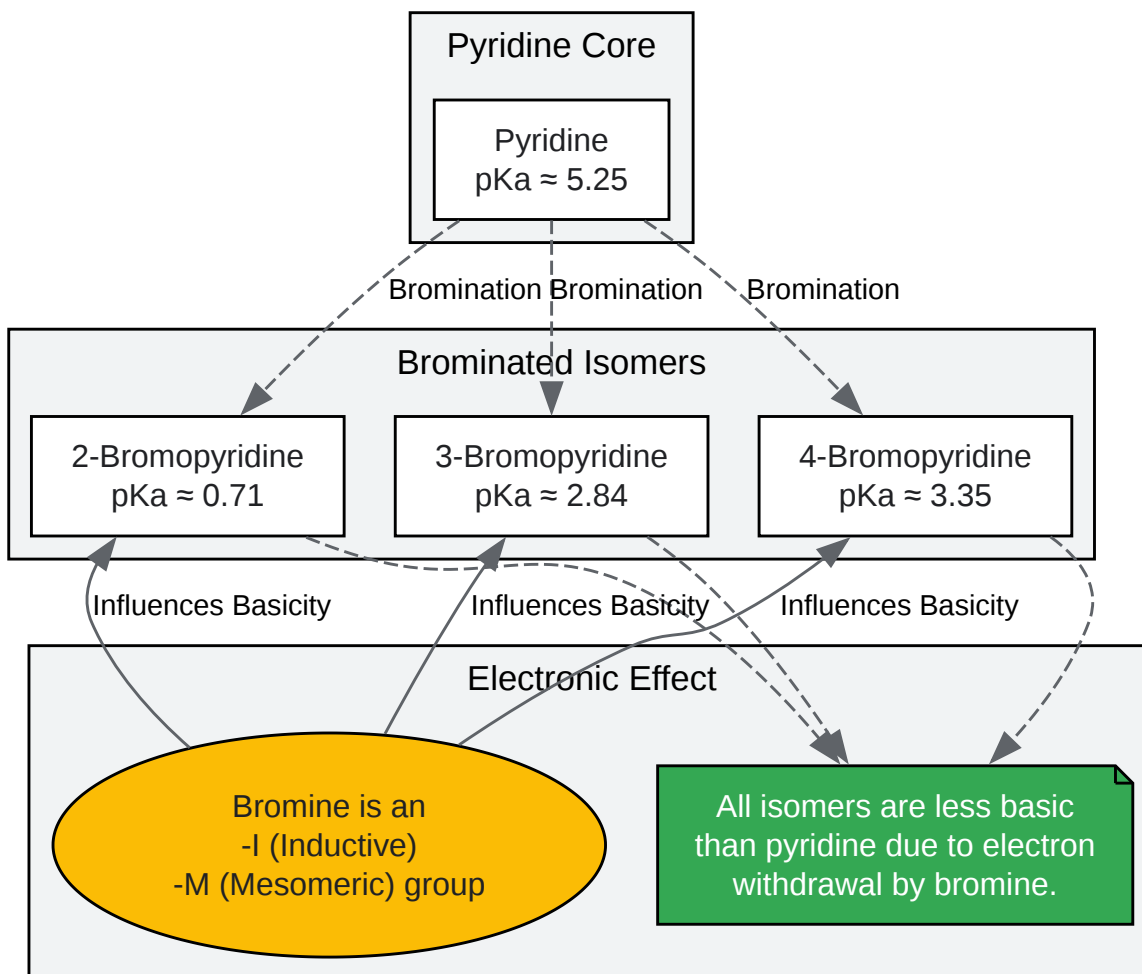 Pyridine Core
Pyridine
pKa ≈ 5.25
Bromination
Bromination
Bromination
Brominated Isomers
2-Bromopyridine
pKa ≈ 0.71
3-Bromopyridine
pKa ≈ 2.84
4-Bromopyridine
pKa ≈ 3.35
Influences Basicity
Influences Basicity
Influences Basicity
Electronic Effect
Bromine is an
-I (Inductive)
-M (Mesomeric) group
All isomers are less basic
than pyridine due to electron
withdrawal by bromine.